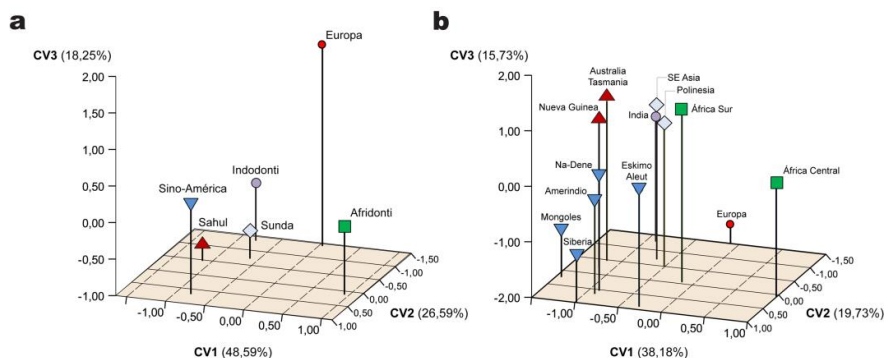 a
CV3 (18,25%)
2,00
1,50
1,00
0,50
0,00
-0,50
-1,00
Europa
Indodonti
Sino-América
Sahul
Sunda
Afridonti
-1,00
-0,50
0,00
0,50
1,00
CV1 (48,59%)
-1,50
-1,00
-0,50
0,00
0,50
1,00
CV2 (26,59%)
b
CV3 (15,73%)
2,00
1,00
0,00
-1,00
-2,00
Australia
Tasmania
SE Asia
Polinesia
Nueva Guinea
India
África Sur
Na-Dene
Eskimo
Aleut
África Central
Amerindio
Mongoles
Europa
Siberia
-1,00
-0,50
0,00
0,50
1,00
CV1 (38,18%)
-1,50
-1,00
-0,50
0,00
0,50
1,00
CV2 (19,73%)